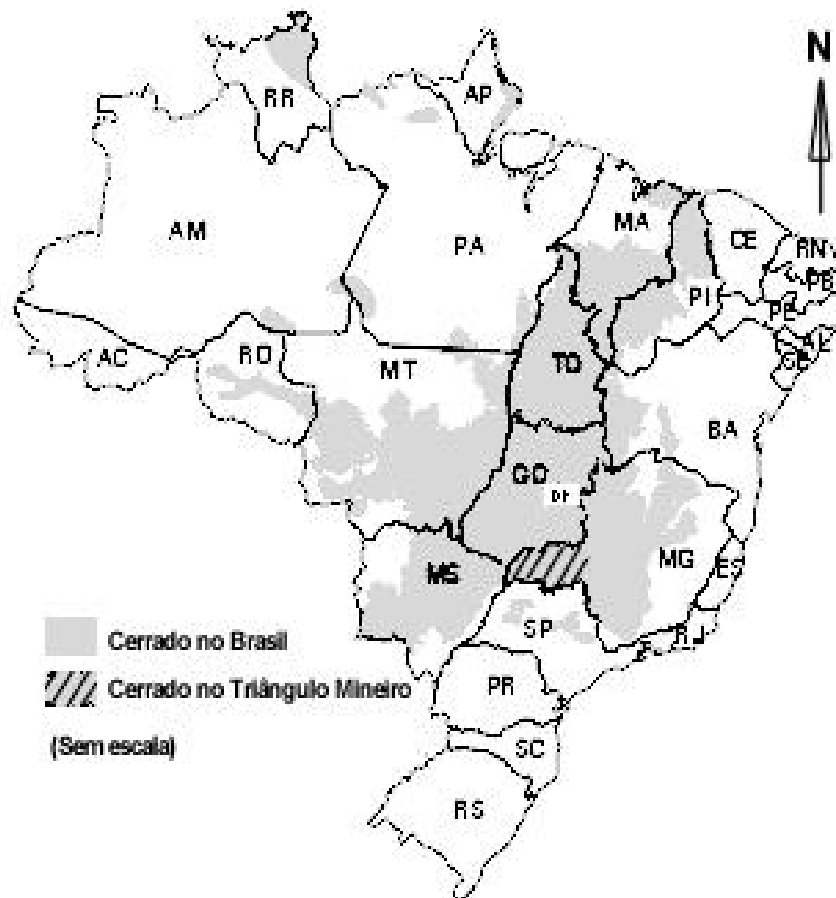 N
RR
AP
AM
PA
MA
CE
RN
PB
PI
PE
AL
SE
AC
RO
MT
TO
BA
GO
DF
MG
ES
MS
SP
RJ
Cerrado no Brasil
Cerrado no Triângulo Mineiro
PR
(Sem escala)
SC
RS